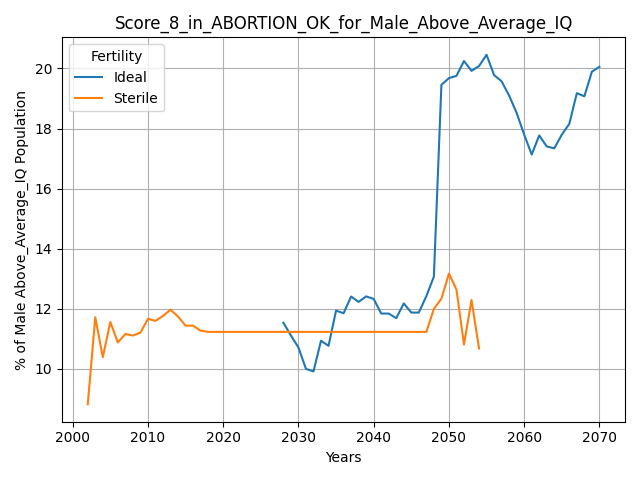 Score_8_in_ABORTION_OK_for_Male_Above_Average_IQ
Fertility
Ideal
Sterile
% of Male Above_Average_IQ Population
20
18
16
14
12
10
2000 2010 2020 2030 2040 2050 2060 2070
Years